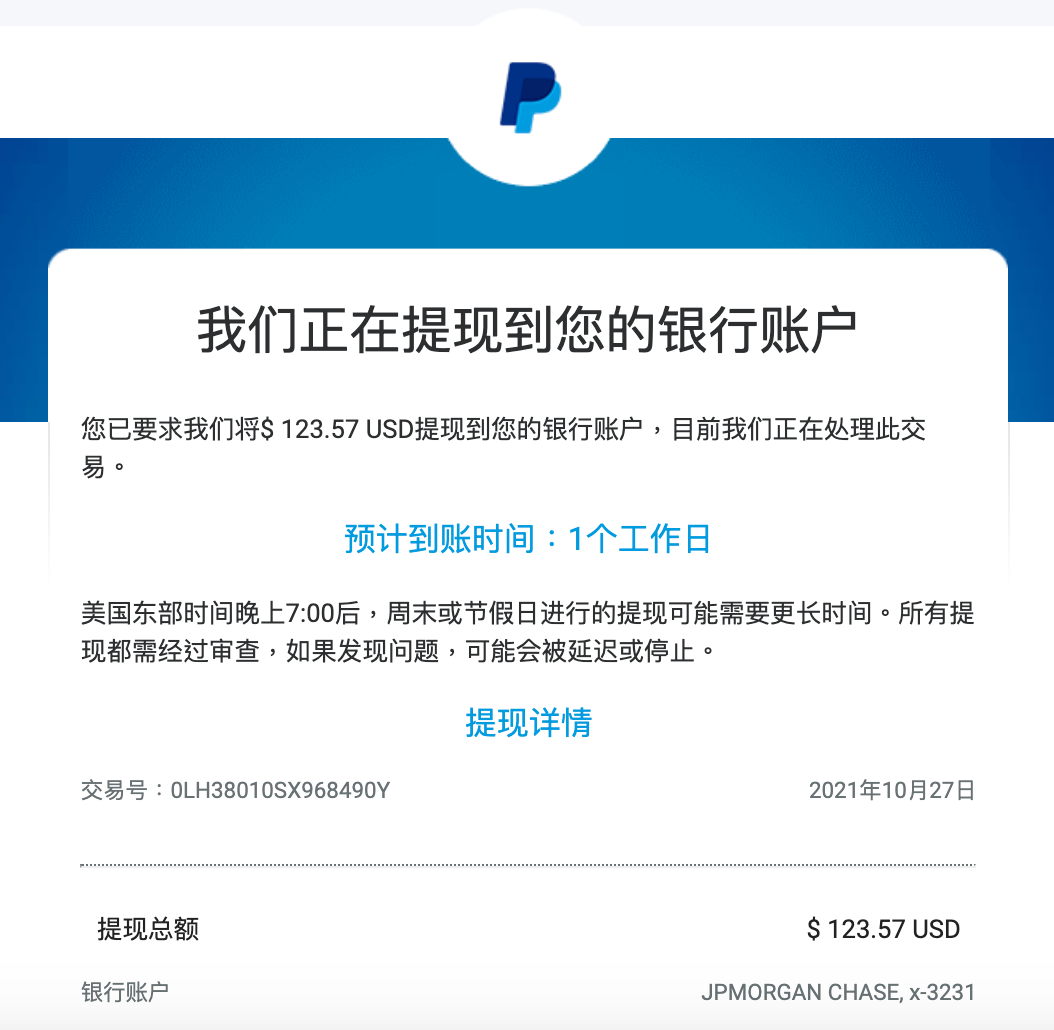 我们正在提现到您的银行账户
您已要求我们将$ 123.57 USD提现到您的银行账户，目前我们正在处理此交
易。
预计到账时间：1个工作日
美国东部时间晚上7:00后，周末或节假日进行的提现可能需要更长时间。所有提
现都需经过审查，如果发现问题，可能会被延迟或停止。
提现详情
交易号：0LH38010SX968490Y 2021年10月27日
提现总额 $ 123.57 USD
银行账户 JPMORGAN CHASE, x-3231